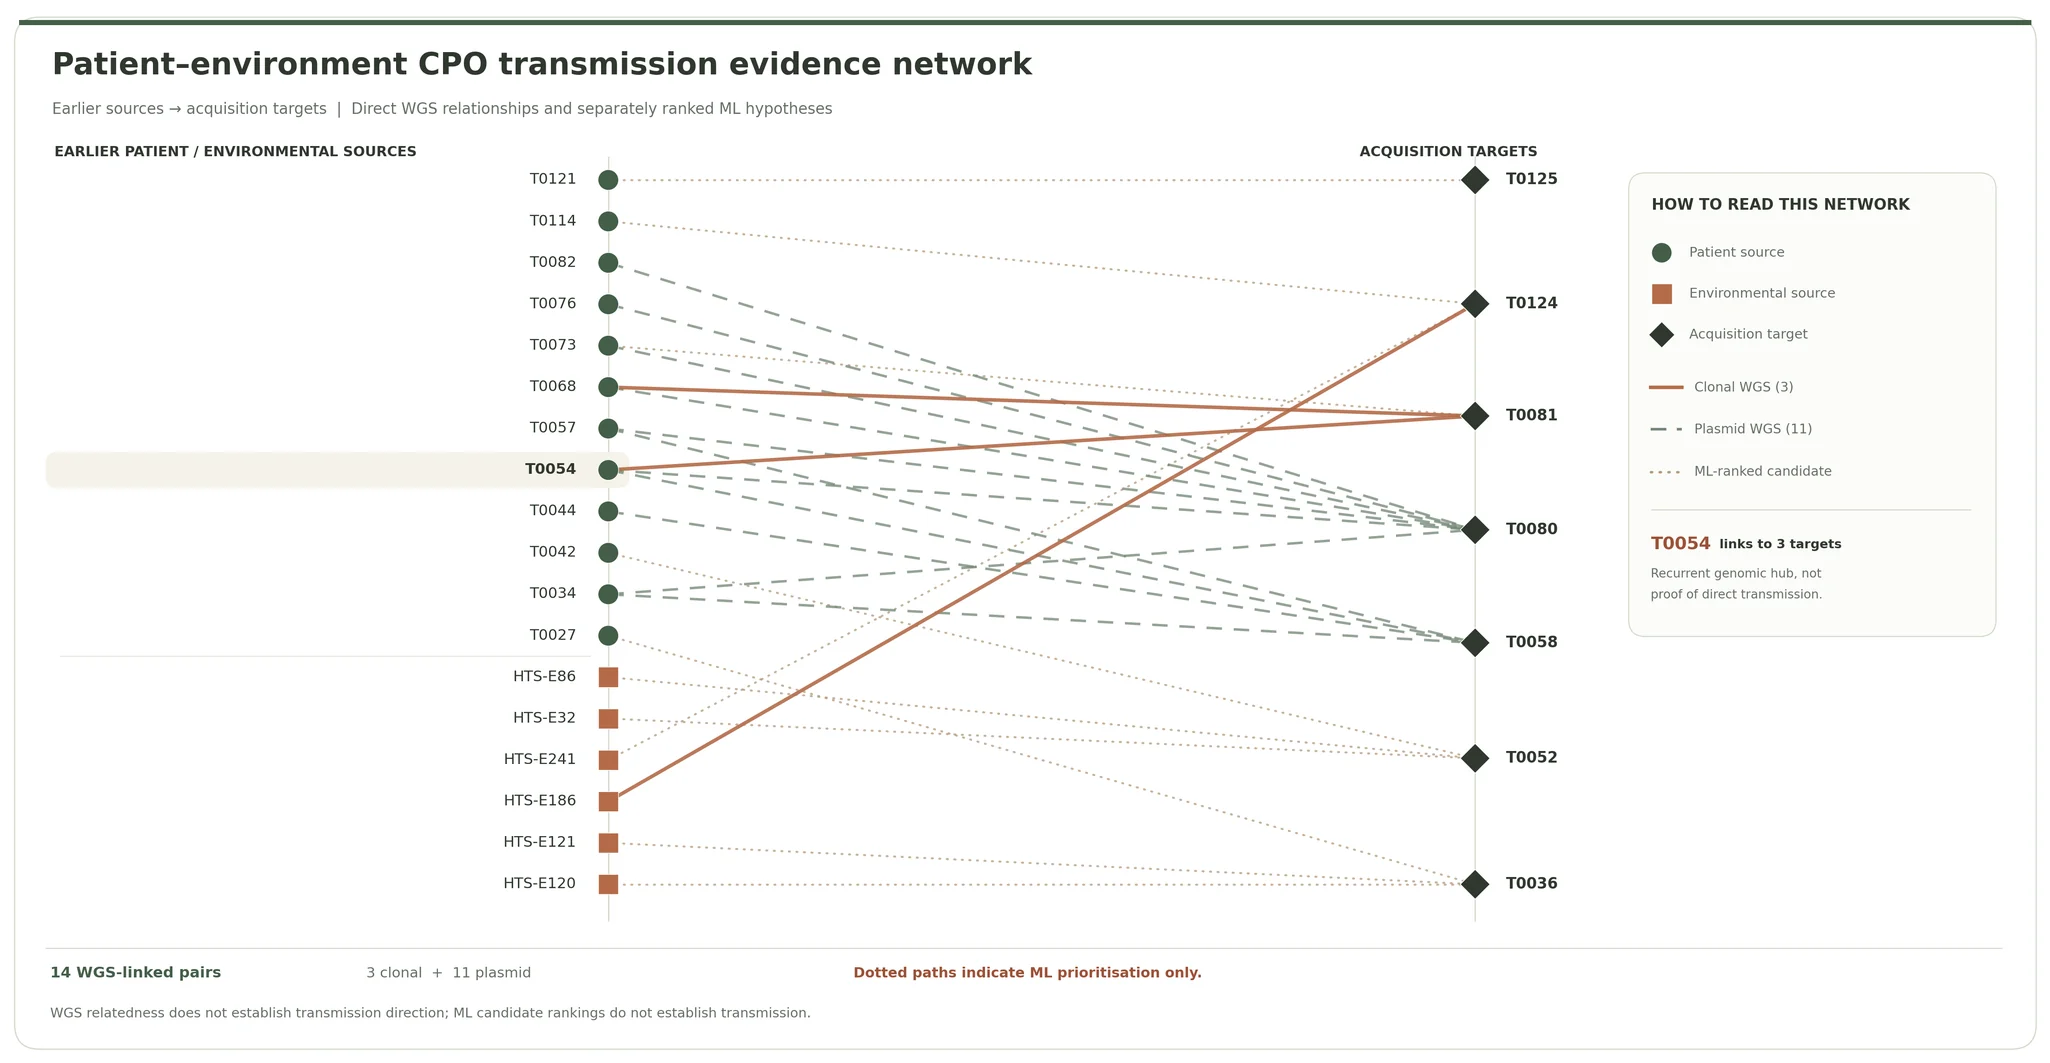 Patient–environment CPO transmission evidence network
Earlier sources → acquisition targets | Direct WGS relationships and separately ranked ML hypotheses
EARLIER PATIENT / ENVIRONMENTAL SOURCES
T0121
T0114
T0082
T0076
T0073
T0068
T0057
T0054
T0044
T0042
T0034
T0027
HTS-E86
HTS-E32
HTS-E241
HTS-E186
HTS-E121
HTS-E120
ACQUISITION TARGETS
T0125
T0124
T0081
T0080
T0058
T0052
T0036
HOW TO READ THIS NETWORK
Patient source
Environmental source
Acquisition target
Clonal WGS (3)
Plasmid WGS (11)
ML-ranked candidate
T0054 links to 3 targets
Recurrent genomic hub, not
proof of direct transmission.
14 WGS-linked pairs
3 clonal + 11 plasmid
Dotted paths indicate ML prioritisation only.
WGS relatedness does not establish transmission direction; ML candidate rankings do not establish transmission.